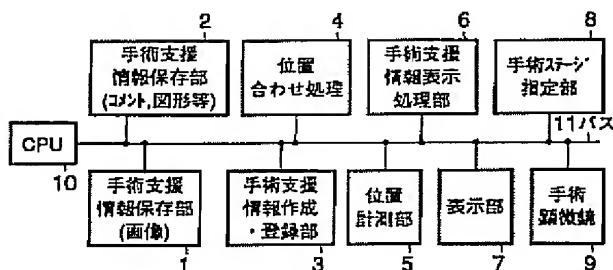 2
4
6
8
手術支援
情報保存部
(コメント,図形等)
位置
合わせ処理
手術支援
情報表示
処理部
手術ステージ
指定部
11 バス
CPU
10
手術支援
情報保存部
(画像)
手術支援
情報作成
・登録部
位置
計測部
表示部
手術
顕微鏡
1
3
5
7
9